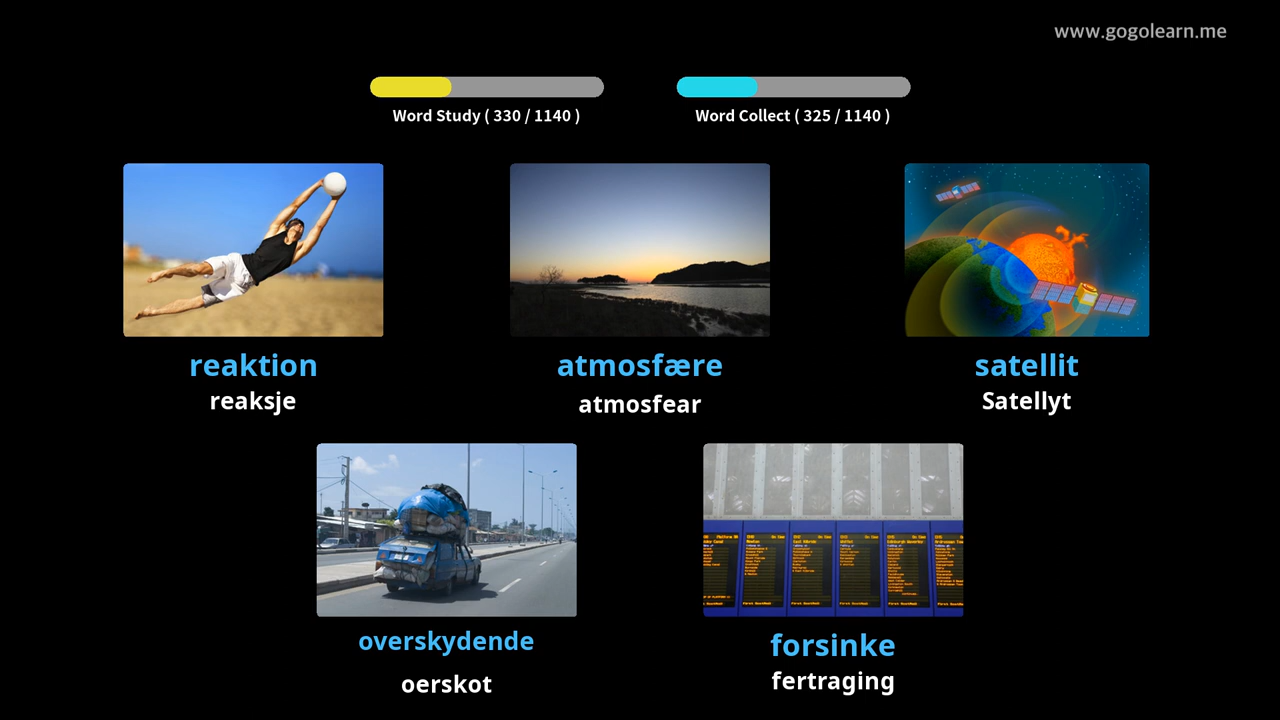 www.gogolearn.me
Word Study ( 330 / 1140 )
Word Collect ( 325 / 1140 )
reaktion
reaksje
atmosfære
atmosfear
satellit
Satellyt
overskydende
oerskot
forsinke
fertraging